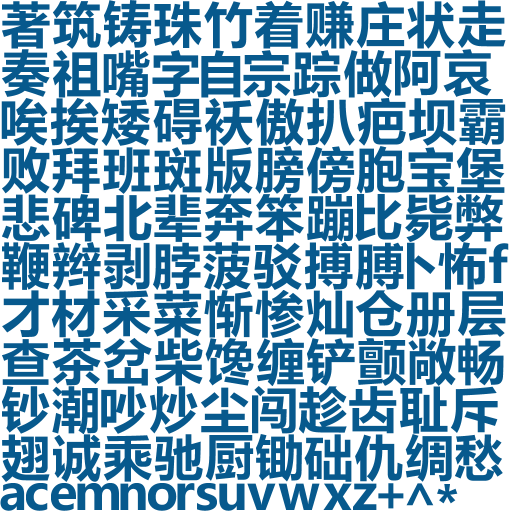 著筑铸珠竹着赚庄状走
奏祖嘴字自宗踪做阿哀
唉挨矮碍袄傲扒疤坝霸
败拜班斑版膀傍胞宝堡
悲碑北辈奔笨蹦比毙弊
鞭辫剥脖菠驳搏膊卜怖f
才材采菜惭惨灿仓册层
查茶岔柴馋缠铲颤敞畅
钞潮吵炒尘闯趁齿耻斥
翅诚乘驰厨锄础仇绸愁
acemnorsuvwxz+^*